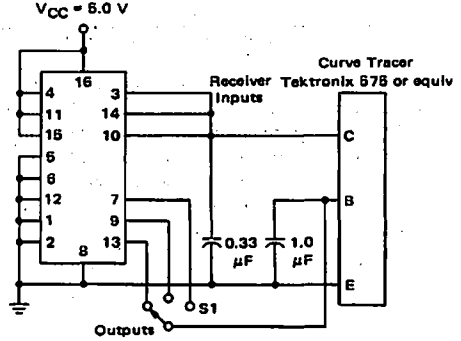 VCC = 5.0 V
Curve Tracer
Receiver Tektronix 575 or equiv
Inputs
16
4 3
11 14
15 10 C
5
6
12 7 B
1 9
2 13 0.33 1.0
8 μF μF E
S1
Outputs